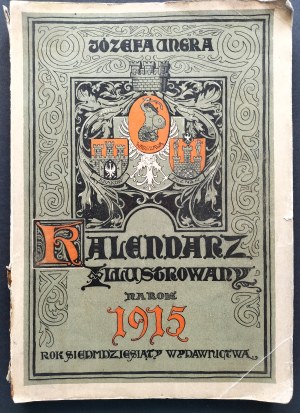 JÓZEFA UNGRA
KALENDARZ
ILLUSTROWANY
NA ROK
1915
ROK SIEDMDZIESIĄTY WYDAWNICTWA